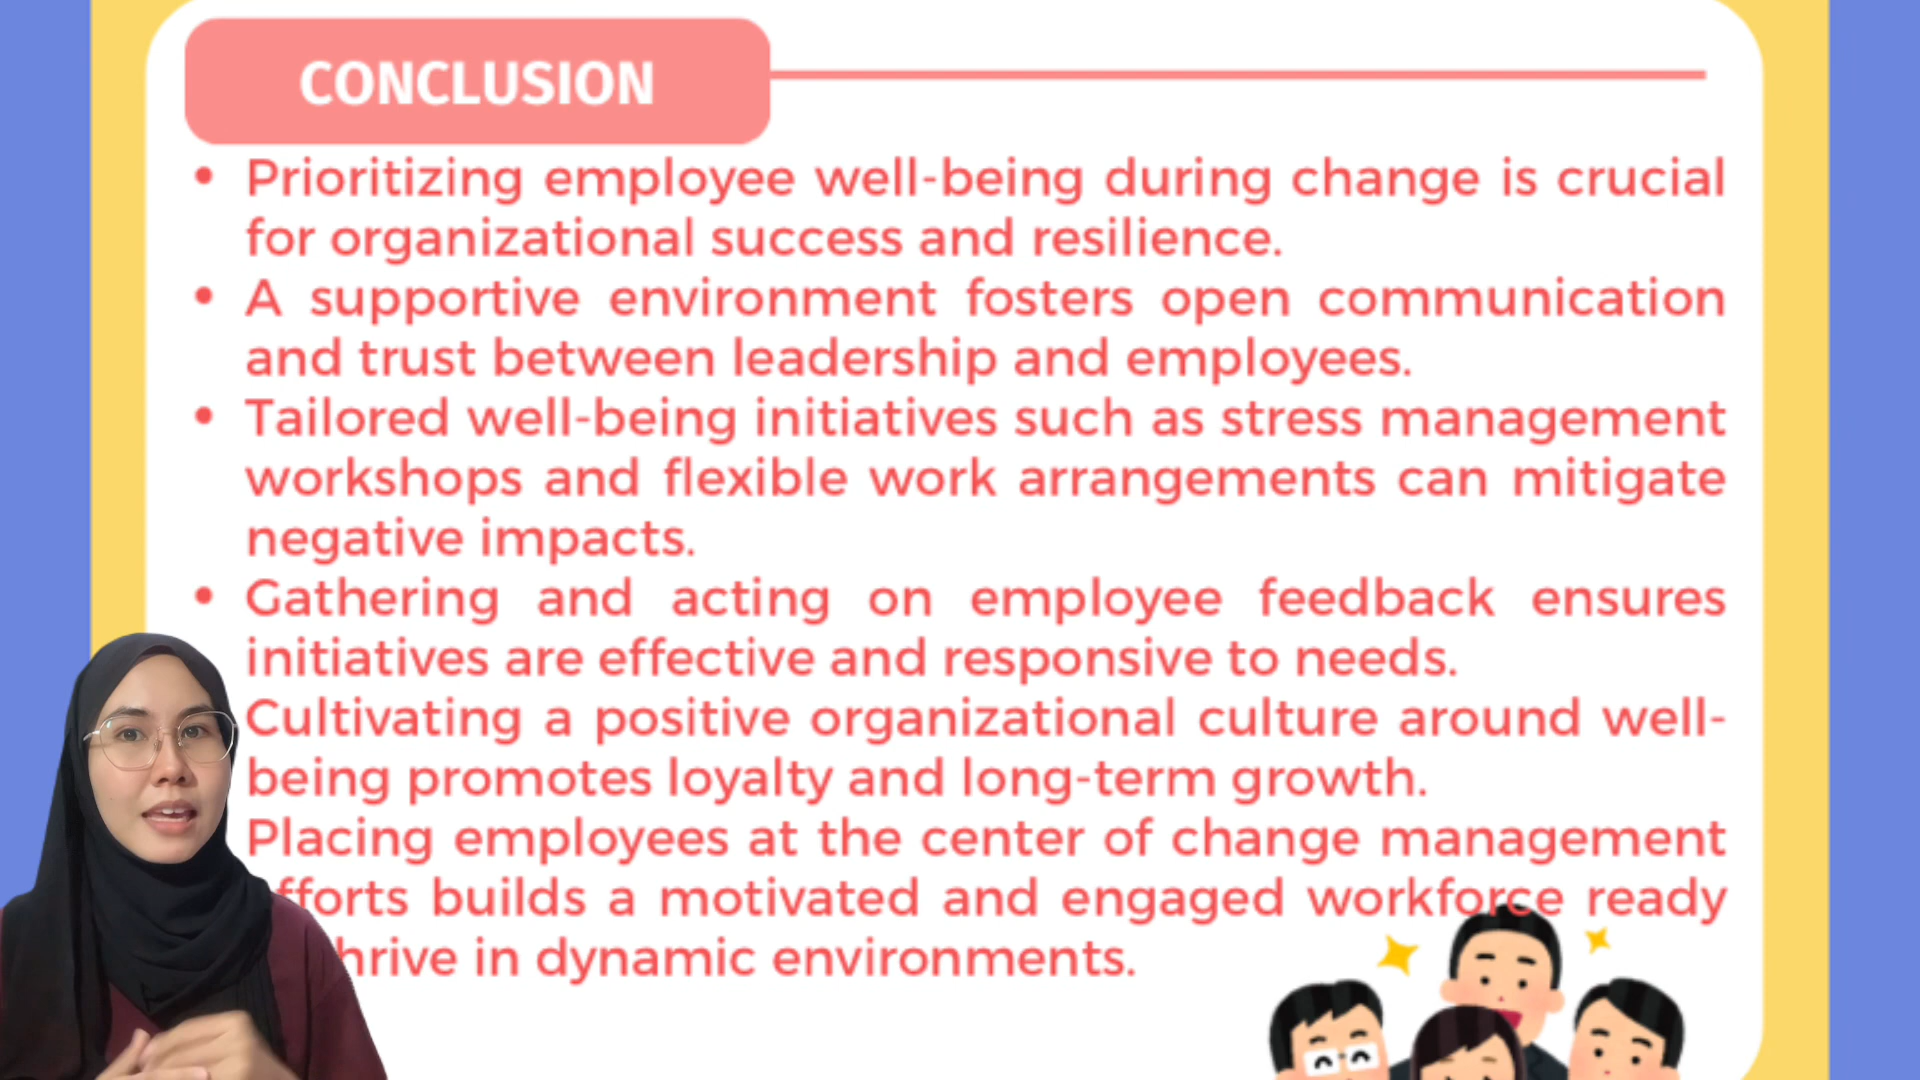 CONCLUSION
• Prioritizing employee well-being during change is crucial
for organizational success and resilience.
• A supportive environment fosters open communication
and trust between leadership and employees.
• Tailored well-being initiatives such as stress management
workshops and flexible work arrangements can mitigate
negative impacts.
• Gathering and acting on employee feedback ensures
initiatives are effective and responsive to needs.
Cultivating a positive organizational culture around well-
being promotes loyalty and long-term growth.
Placing employees at the center of change management
builds a motivated and engaged workforce ready
in dynamic environments.